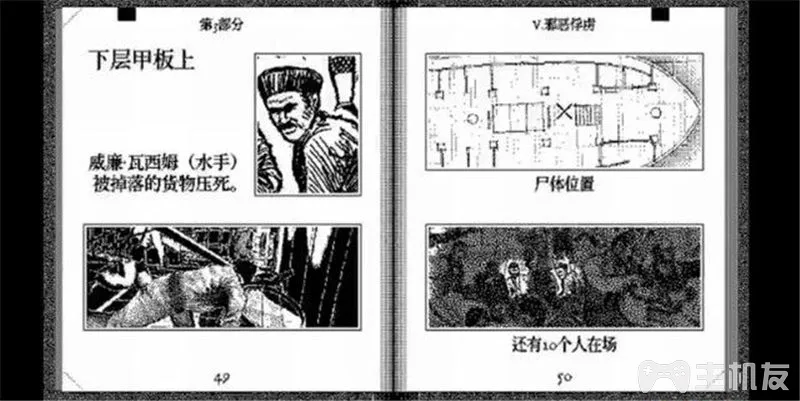 第5部分
下层甲板上
威廉·瓦西姆（水手）
被掉落的货物压死。
49
V.邪恶俘虏
尸体位置
还有10个人在场
50
主机友